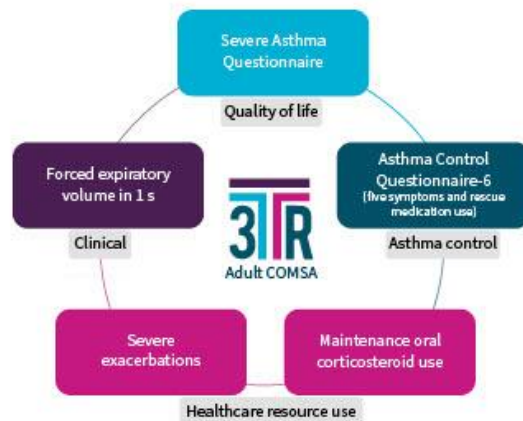 Severe Asthma
Questionnaire
Quality of life
Forced expiratory
volume in 1 s
Clinical
Asthma Control
Questionnaire-6
(five symptoms and rescue
medication use)
Asthma control
3TR
Adult COMSA
Severe
exacerbations
Maintenance oral
corticosteroid use
Healthcare resource use